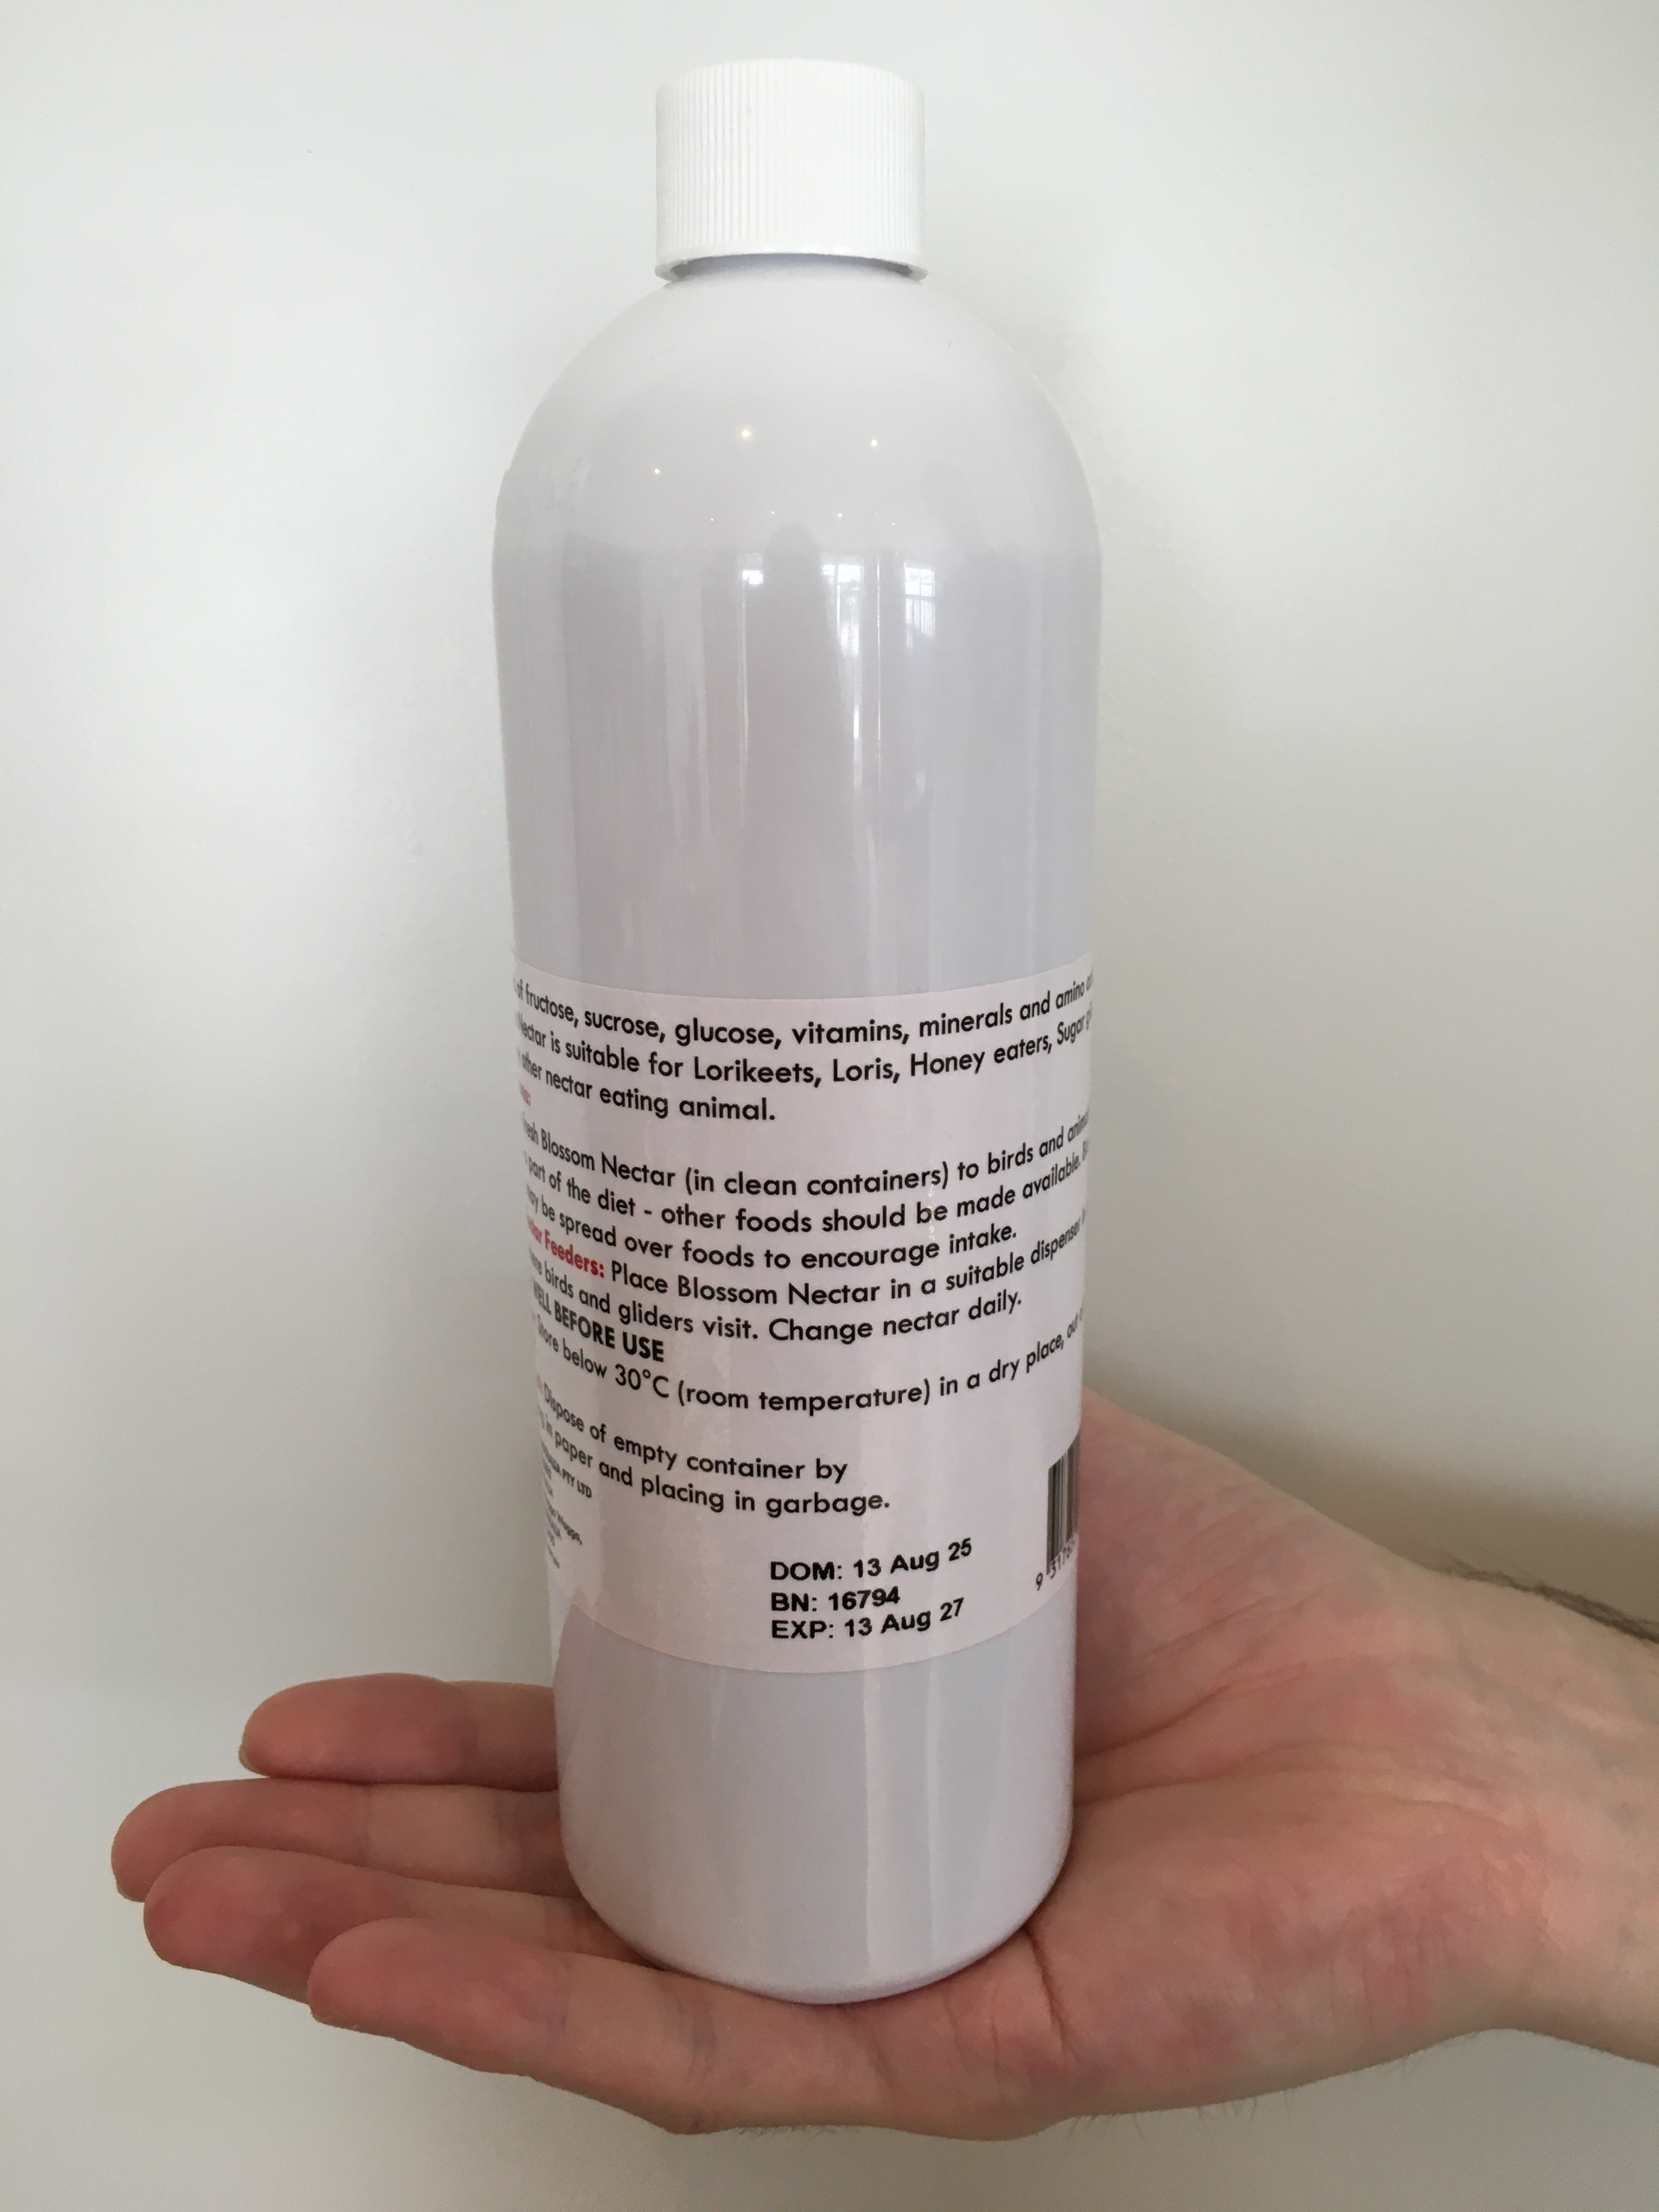 of fructose, sucrose, glucose, vitamins, minerals and amino
Nectar is suitable for Lorikeets, Loris, Honey eaters, Sugar
other nectar eating animal.
Blossom Nectar (in clean containers) to birds and
part of the diet - other foods should be made available.
be spread over foods to encourage intake.
Feeders: Place Blossom Nectar in a suitable dispenser
birds and gliders visit. Change nectar daily.
WELL BEFORE USE
Store below 30°C (room temperature) in a dry place,
Dispose of empty container by
in paper and placing in garbage.
PTY LTD
DOM: 13 Aug 25
BN: 16794
EXP: 13 Aug 27